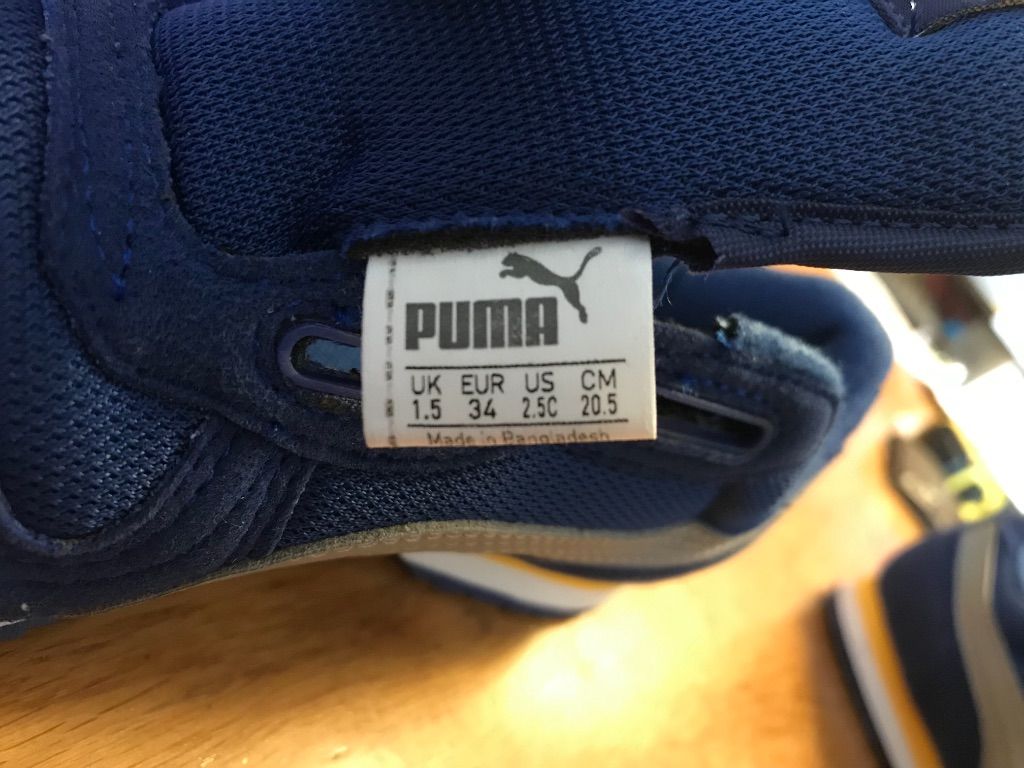 PUMA
UK EUR US CM
1.5 34 2.5C 20.5
Made in Bangladesh